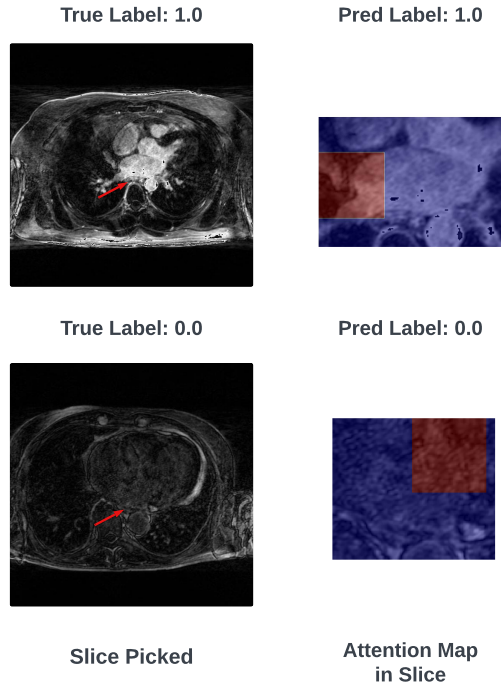 True Label: 1.0
Pred Label: 1.0
True Label: 0.0
Pred Label: 0.0
Slice Picked
Attention Map
in Slice